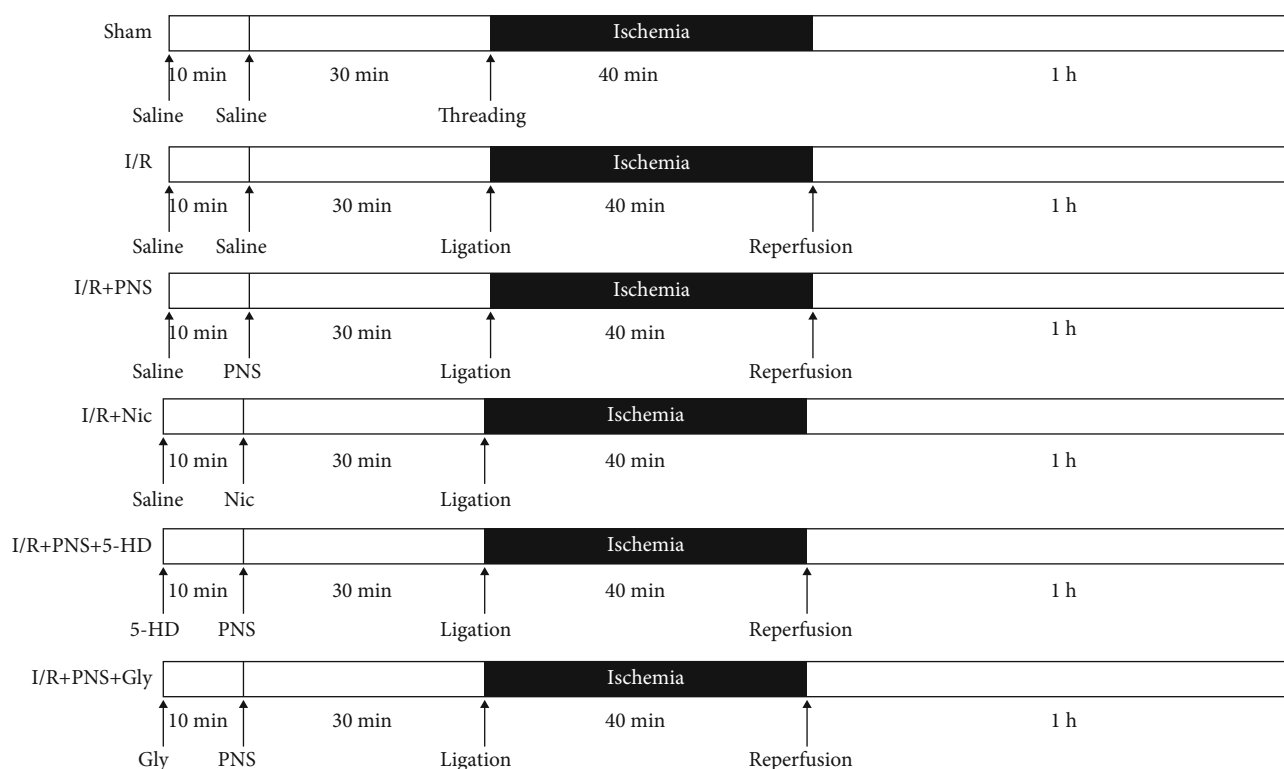 Sham
Ischemia
10 min 30 min 40 min 1 h
Saline Saline Threading
I/R
Ischemia
10 min 30 min 40 min 1 h
Saline Saline Ligation Reperfusion
I/R+PNS
Ischemia
10 min 30 min 40 min 1 h
Saline PNS Ligation Reperfusion
I/R+Nic
Ischemia
10 min 30 min 40 min 1 h
Saline Nic Ligation
I/R+PNS+5-HD
Ischemia
10 min 30 min 40 min 1 h
5-HD PNS Ligation Reperfusion
I/R+PNS+Gly
Ischemia
10 min 30 min 40 min 1 h
Gly PNS Ligation Reperfusion